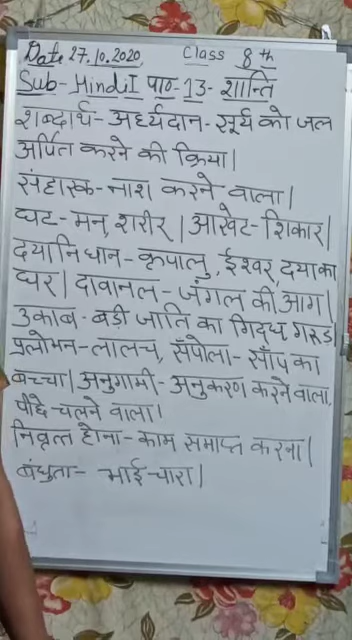 Date 27.10.2020, Class 8th
Sub- Hindi पाठ-13- शान्ति
शब्दार्थ- अर्घ्यदान- सूर्य को जल
अर्पित करने की क्रिया।
संहारक- नाश करने वाला।
घट- मन, शरीर। आखेट- शिकार।
दयानिधान- कृपालु, ईश्वर, दया का
घर। दावानल- जंगल की आग।
उकाब- बड़ी जाति का गिद्ध, गरुड़
प्रलोभन- लालच, सँपोला- साँप का
बच्चा। अनुगामी- अनुकरण करने वाला,
पीछे चलने वाला।
निवृत्त होना- काम समाप्त करना।
बंधुता- भाई-चारा।